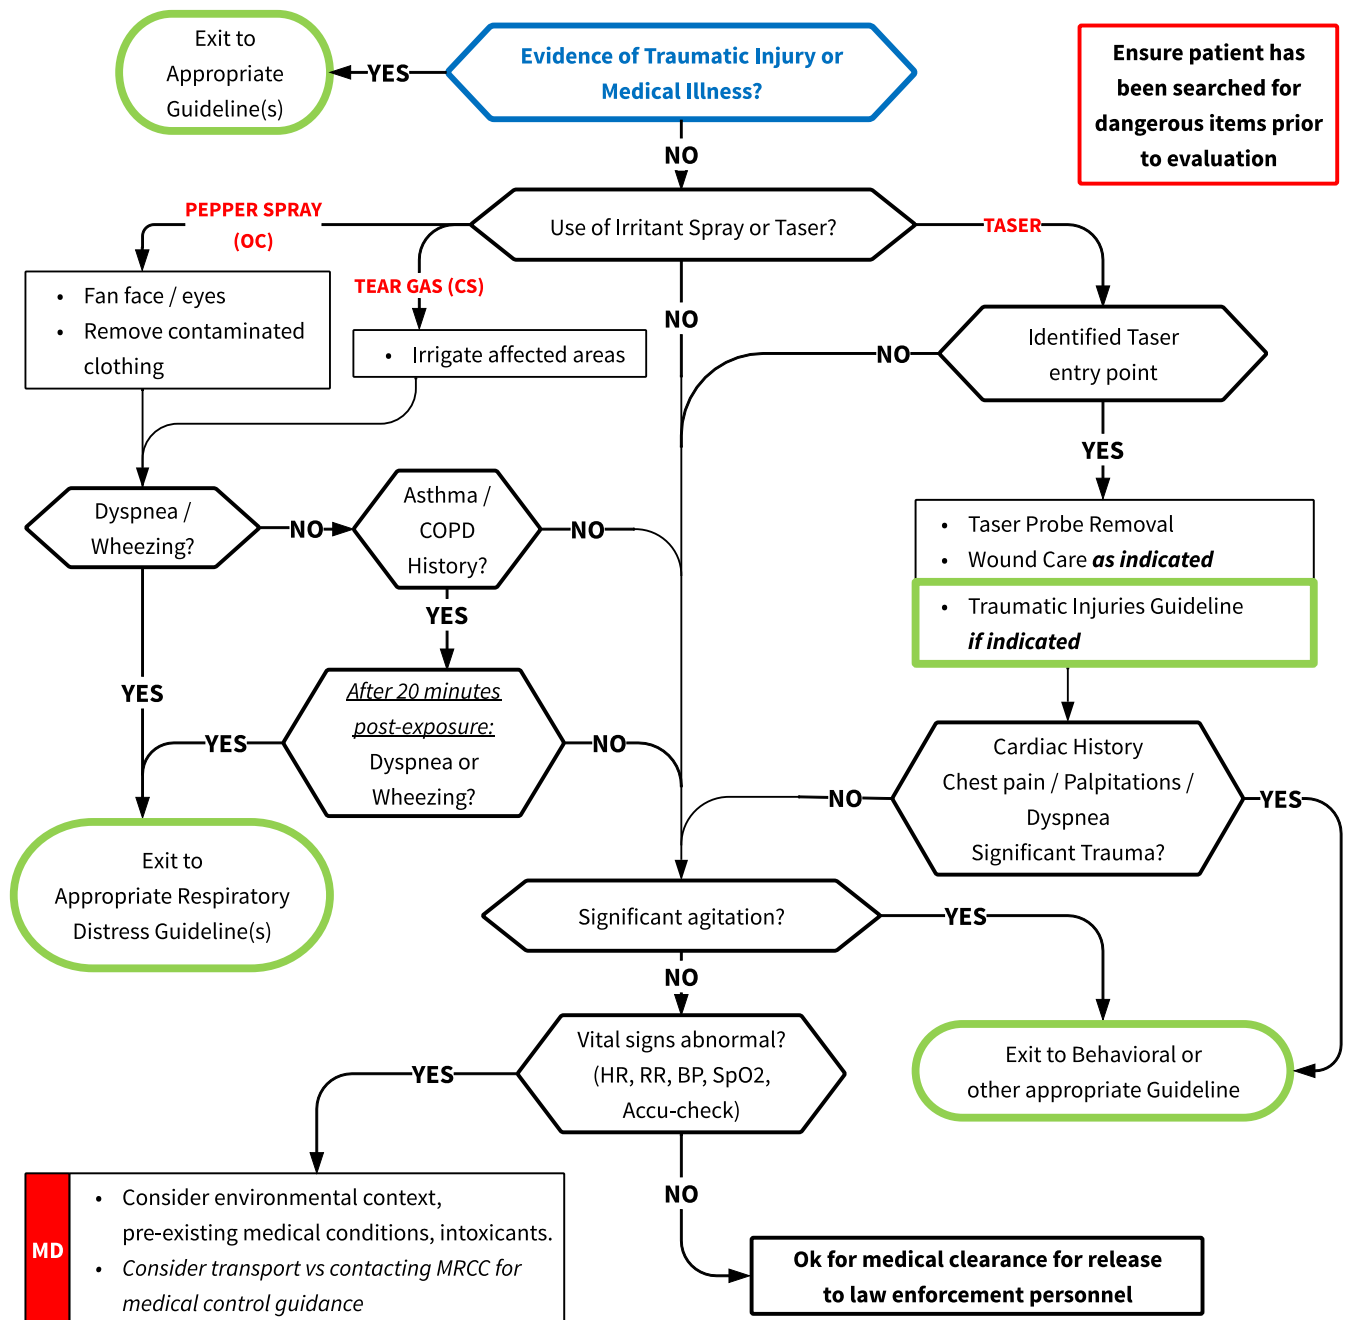 Exit to
Appropriate
Guideline(s)
YES
Evidence of Traumatic Injury or
Medical Illness?
Ensure patient has
been searched for
dangerous items prior
to evaluation
NO
PEPPER SPRAY
(OC)
Use of Irritant Spray or Taser?
TASER
TEAR GAS (CS)
• Fan face / eyes
• Remove contaminated
clothing
• Irrigate affected areas
NO
NO
Identified Taser
entry point
YES
Dyspnea /
Wheezing?
NO
Asthma /
COPD
History?
NO
• Taser Probe Removal
• Wound Care as indicated
• Traumatic Injuries Guideline
if indicated
YES
YES
After 20 minutes
post-exposure:
Dyspnea or
Wheezing?
YES
NO
Cardiac History
Chest pain / Palpitations /
Dyspnea
Significant Trauma?
NO
YES
Exit to
Appropriate Respiratory
Distress Guideline(s)
Significant agitation?
YES
NO
Vital signs abnormal?
(HR, RR, BP, SpO2,
Accu-check)
YES
Exit to Behavioral or
other appropriate Guideline
NO
MD
• Consider environmental context,
pre-existing medical conditions, intoxicants.
• Consider transport vs contacting MRCC for
medical control guidance
Ok for medical clearance for release
to law enforcement personnel